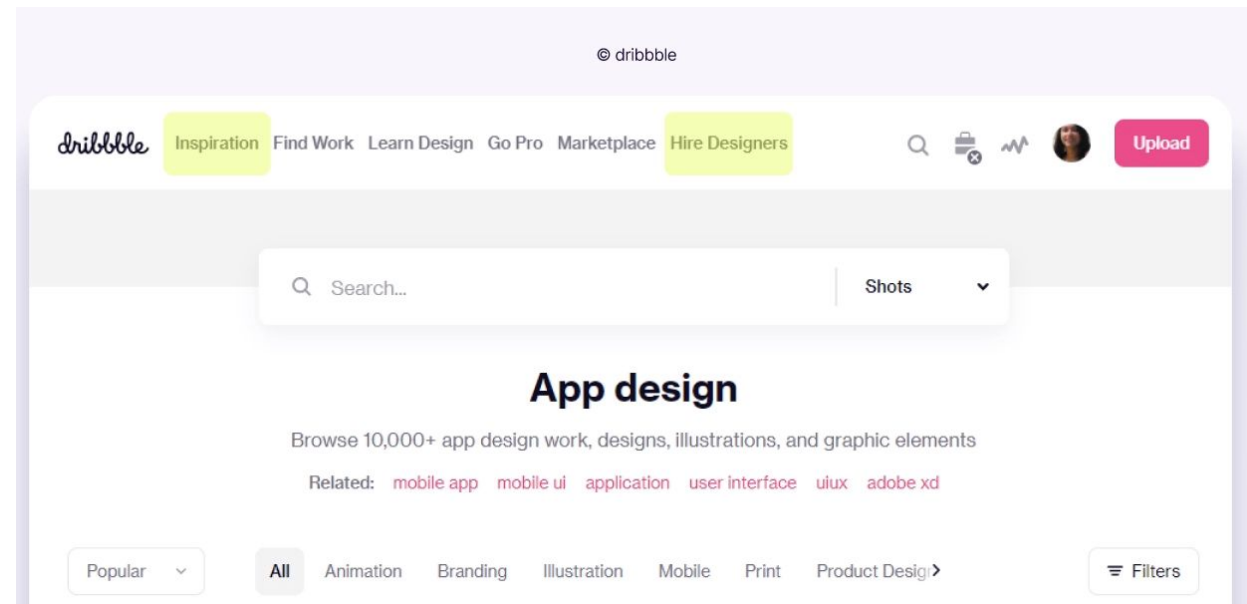 © dribbble
dribbble Inspiration Find Work Learn Design Go Pro Marketplace Hire Designers Upload
Search... Shots
App design
Browse 10,000+ app design work, designs, illustrations, and graphic elements
Related: mobile app mobile ui application user interface uiux adobe xd
Popular All Animation Branding Illustration Mobile Print Product Desig Filters